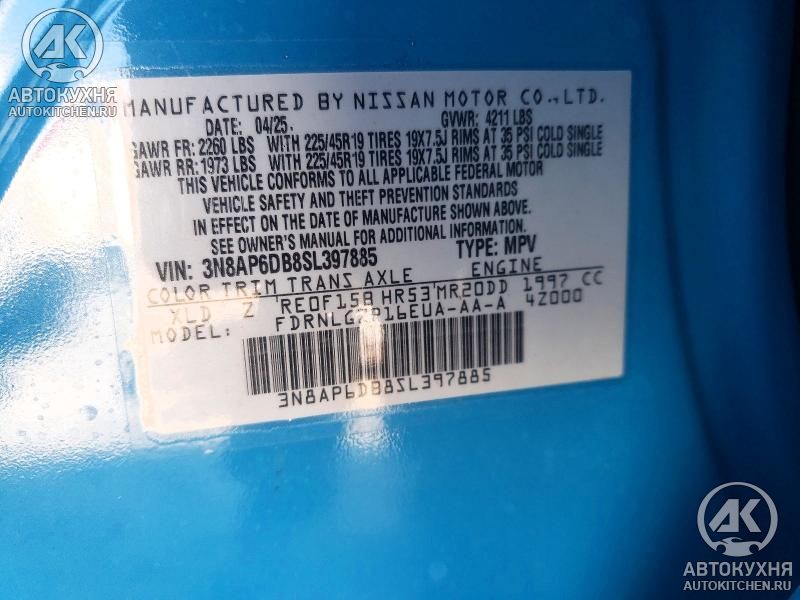 AK
АВТОКУХНЯ
AUTOKITCHEN.RU
MANUFACTURED BY NISSAN MOTOR CO.,LTD.
DATE: 04/25. GVWR: 4211 LBS
GAWR FR: 2260 LBS WITH 225/45R19 TIRES 19X7.5J RIMS AT 35 PSI COLD SINGLE
GAWR RR: 1973 LBS WITH 225/45R19 TIRES 19X7.5J RIMS AT 35 PSI COLD SINGLE
THIS VEHICLE CONFORMS TO ALL APPLICABLE FEDERAL MOTOR
VEHICLE SAFETY AND THEFT PREVENTION STANDARDS
IN EFFECT ON THE DATE OF MANUFACTURE SHOWN ABOVE.
SEE OWNER'S MANUAL FOR ADDITIONAL INFORMATION.
VIN: 3N8AP6DB8SL397885 TYPE: MPV
COLOR TRIM TRANS AXLE ENGINE
XLD Z RE0F15B HR53 MR20DD 1997 CC
MODEL: FDRNLG7P16EUA-AA-A 4Z000
3N8AP6DB8SL397885
AK
АВТОКУХНЯ
AUTOKITCHEN.RU